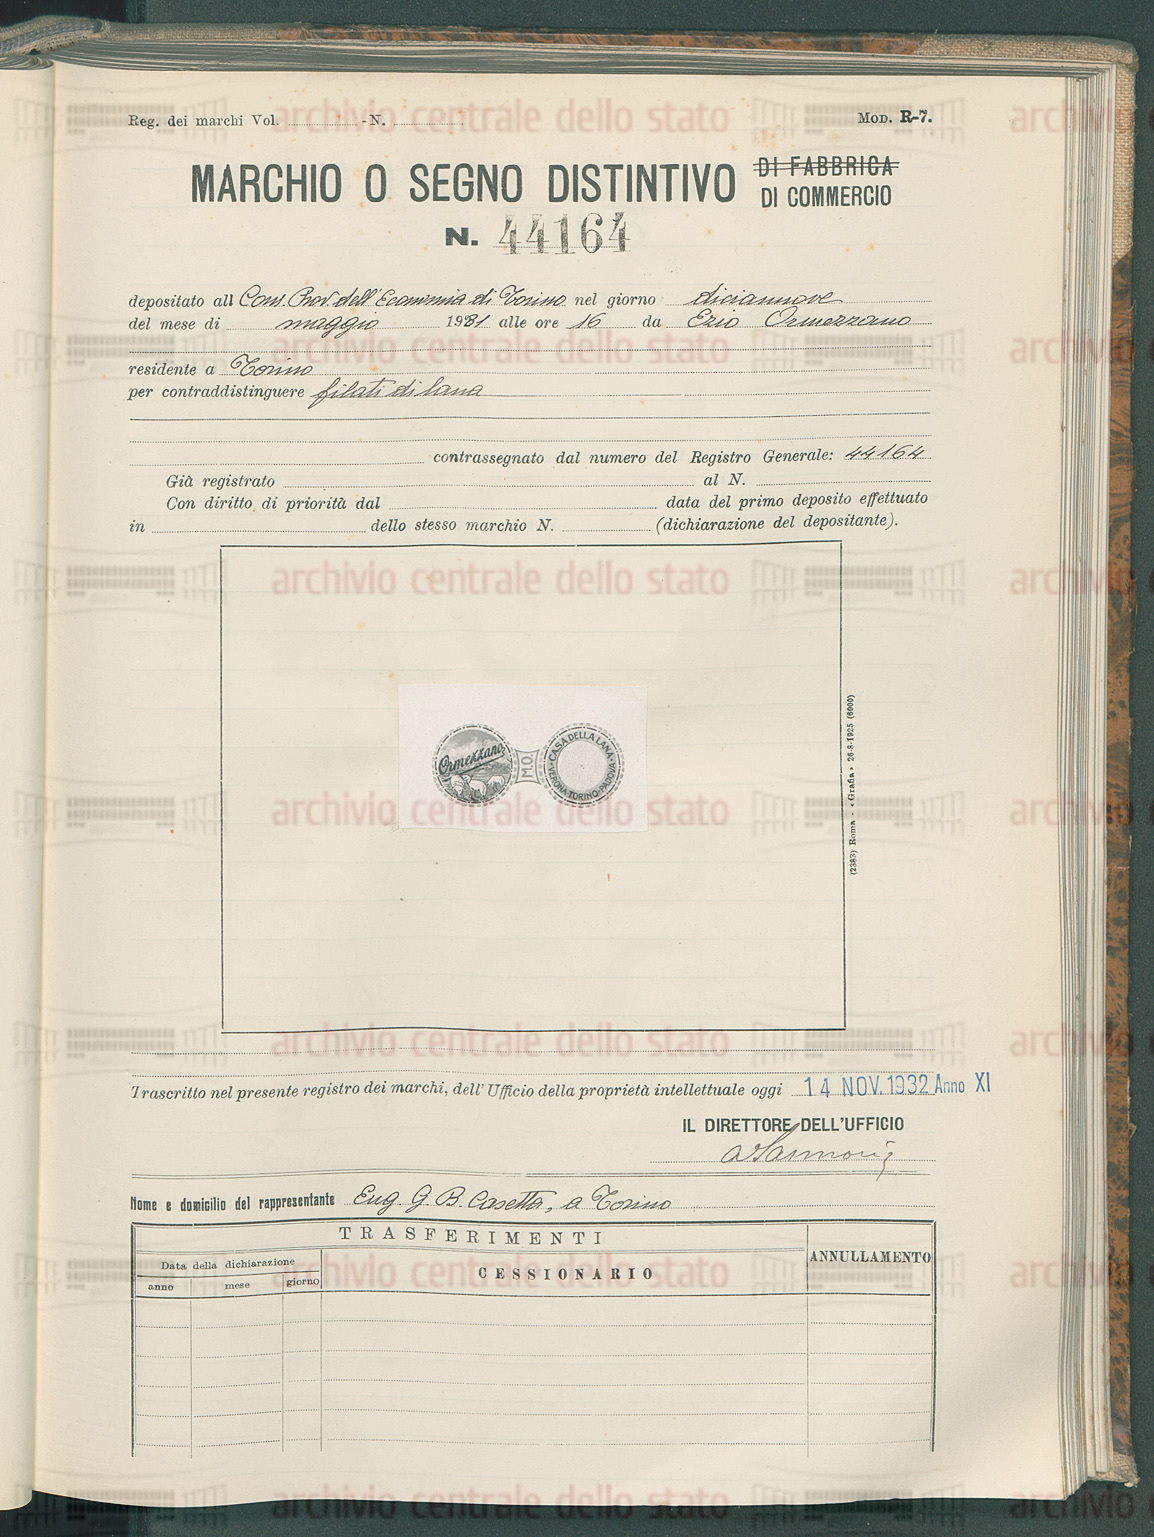 Reg. dei marchi Vol. - N.
MOD. R-7.
MARCHIO O SEGNO DISTINTIVO DI FABBRICA
DI COMMERCIO
N. 44164
depositato all Cons. Prov. dell'Economia di Torino nel giorno diciannove
del mese di maggio 1931 alle ore 16 da Ezio Ormezzano
residente a Torino
per contraddistinguere filati di lana
contrassegnato dal numero del Registro Generale: 44164
Già registrato al N.
Con diritto di priorità dal data del primo deposito effettuato
in dello stesso marchio N. (dichiarazione del depositante).
Ormezzano
M.O.
CASA DELLA LANA
VERONA·TORINO·PADOVA
(2383) Roma - «Grafia» 26-8-1925 (6000)
Trascritto nel presente registro dei marchi, dell'Ufficio della proprietà intellettuale oggi 14 NOV. 1932 Anno XI
IL DIRETTORE DELL'UFFICIO
Nome e domicilio del rappresentante Eug. G. B. Casetta, a Torino
TRASFERIMENTI
ANNULLAMENTO
Data della dichiarazione
CESSIONARIO
anno mese giorno
archivio centrale dello stato